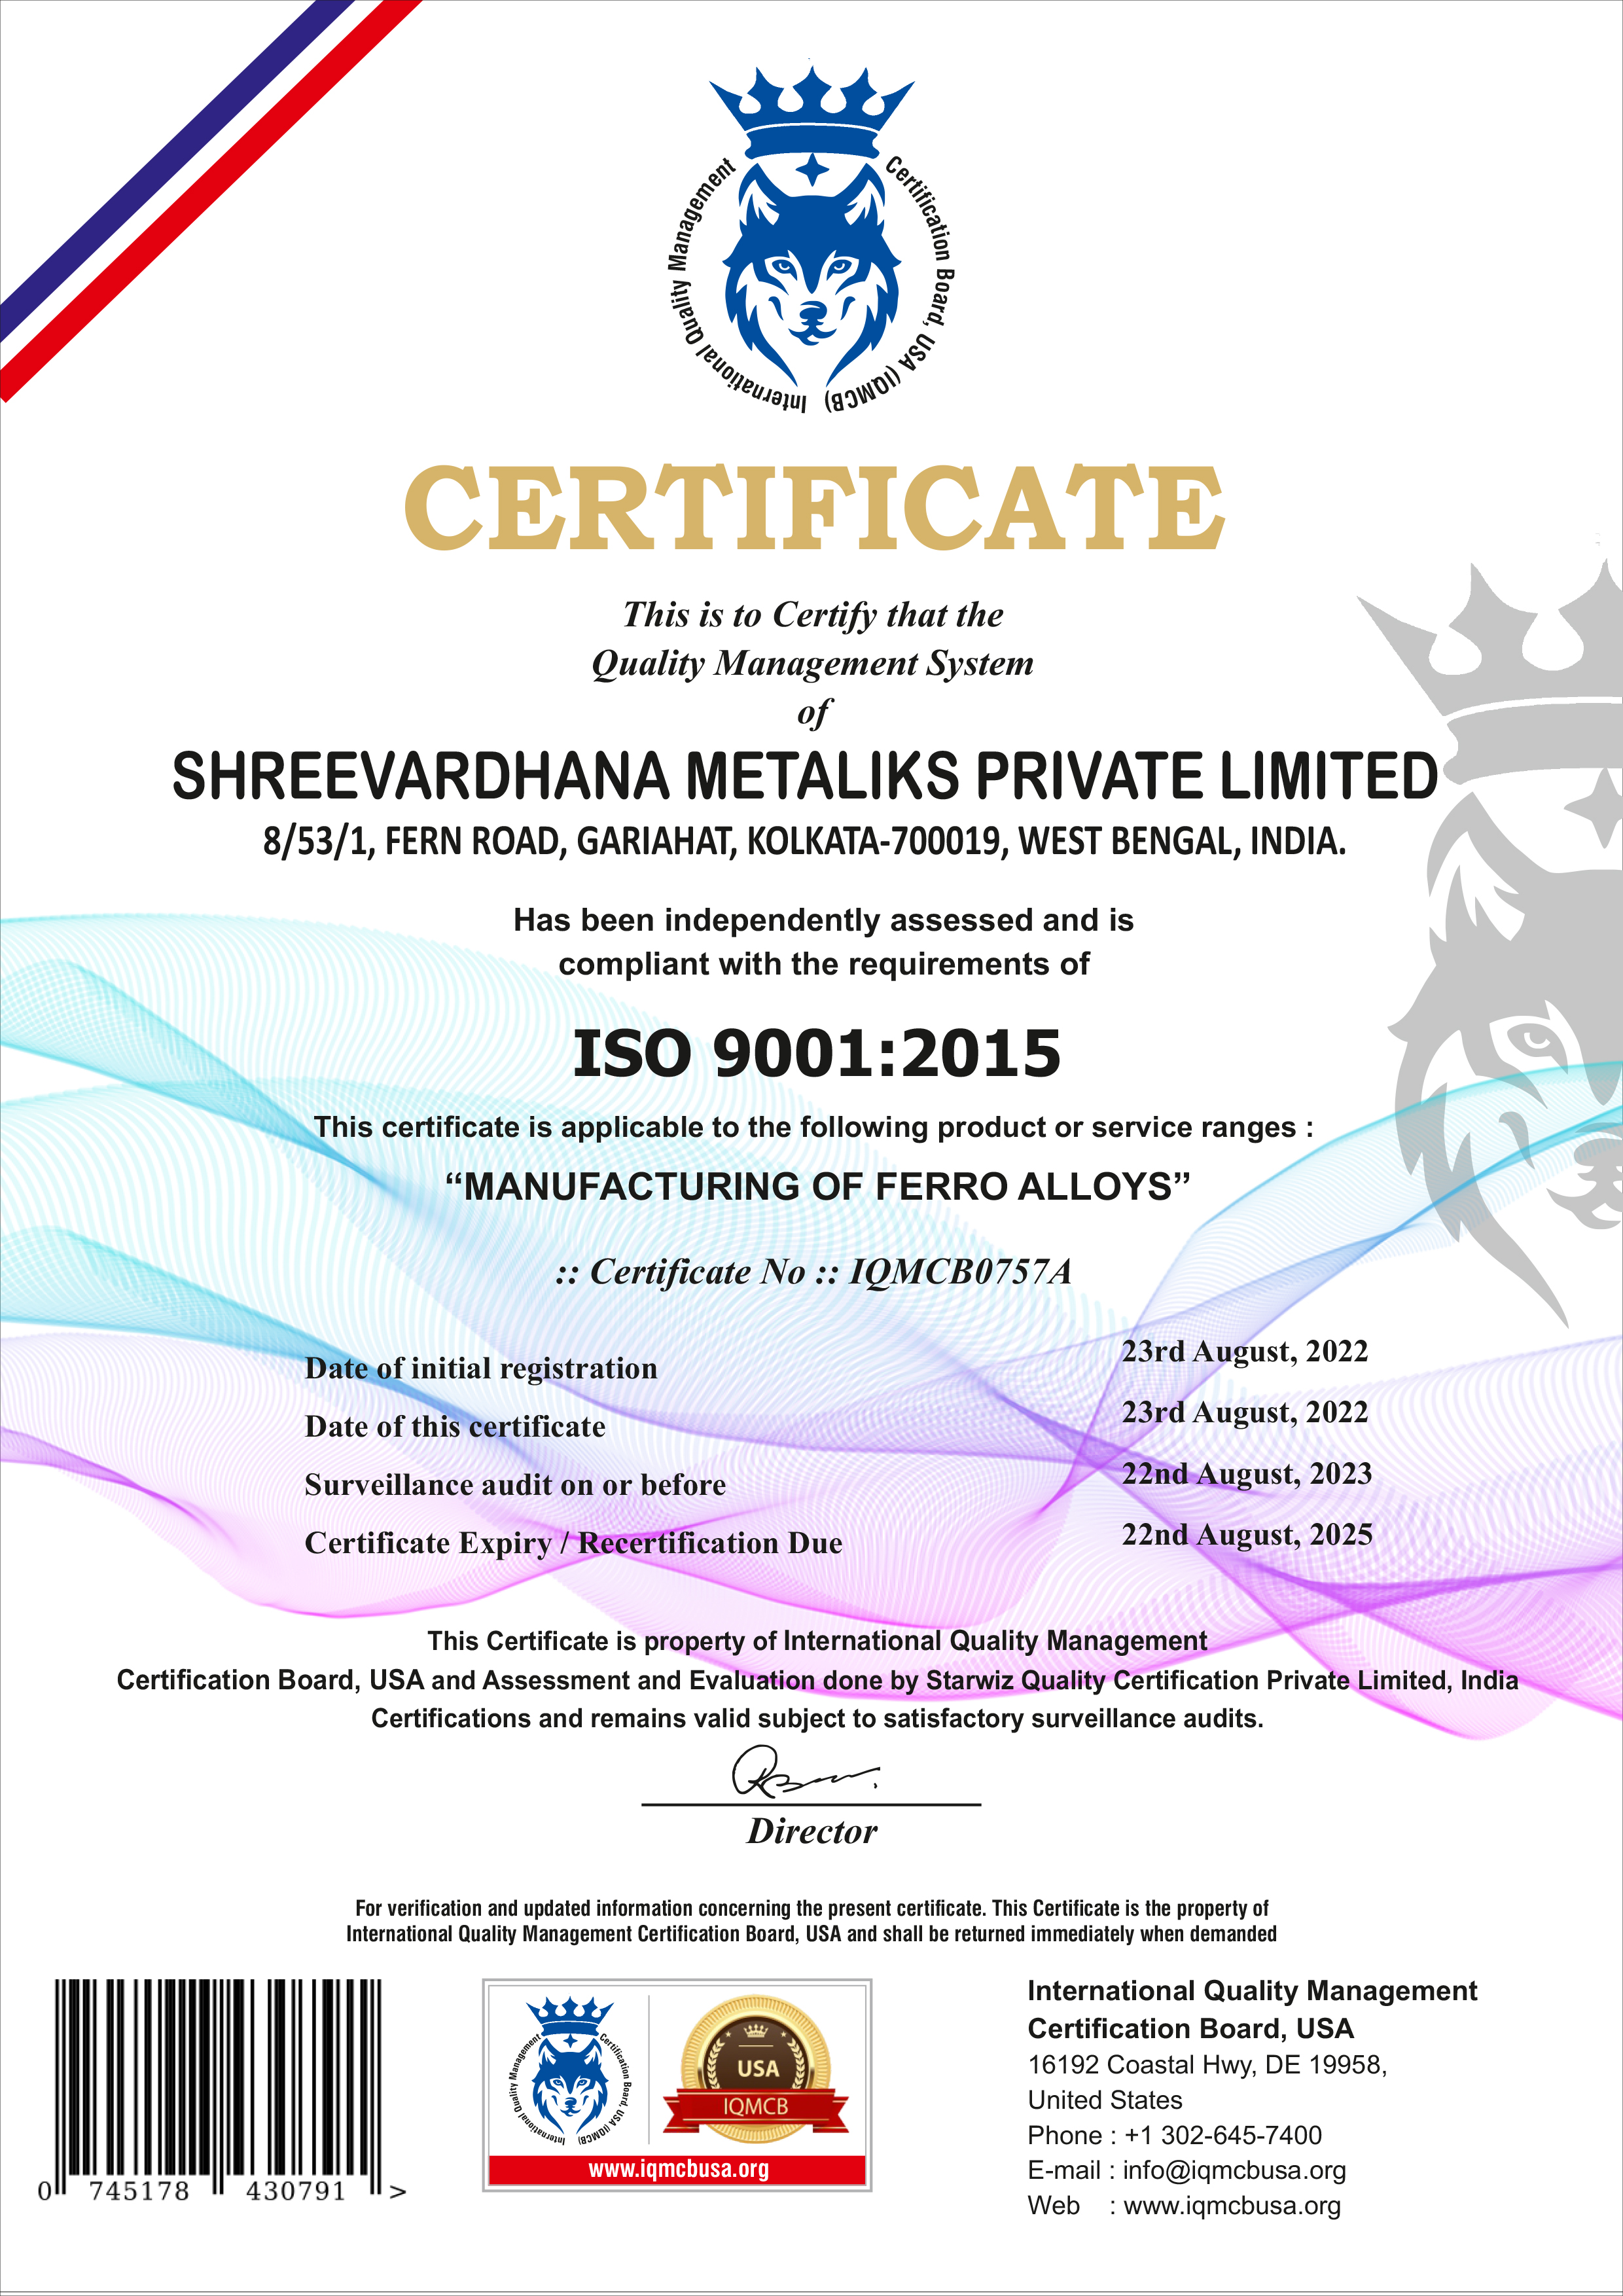 International Quality Management Certification Board, USA (IQMCB)
CERTIFICATE
This is to Certify that the
Quality Management System
of
SHREEVARDHANA METALIKS PRIVATE LIMITED
8/53/1, FERN ROAD, GARIAHAT, KOLKATA-700019, WEST BENGAL, INDIA.
Has been independently assessed and is
compliant with the requirements of
ISO 9001:2015
This certificate is applicable to the following product or service ranges :
“MANUFACTURING OF FERRO ALLOYS”
:: Certificate No :: IQMCB0757A
Date of initial registration 23rd August, 2022
Date of this certificate 23rd August, 2022
Surveillance audit on or before 22nd August, 2023
Certificate Expiry / Recertification Due 22nd August, 2025
This Certificate is property of International Quality Management
Certification Board, USA and Assessment and Evaluation done by Starwiz Quality Certification Private Limited, India
Certifications and remains valid subject to satisfactory surveillance audits.
Director
For verification and updated information concerning the present certificate. This Certificate is the property of
International Quality Management Certification Board, USA and shall be returned immediately when demanded
0 745178 430791 >
International Quality Management Certification Board, USA (IQMCB)
USA
IQMCB
www.iqmcbusa.org
International Quality Management
Certification Board, USA
16192 Coastal Hwy, DE 19958,
United States
Phone : +1 302-645-7400
E-mail : info@iqmcbusa.org
Web : www.iqmcbusa.org